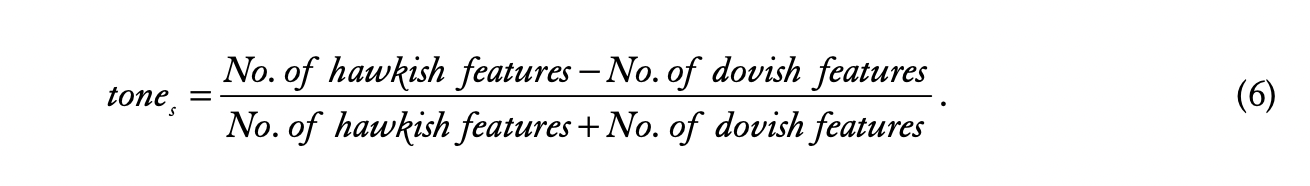 tone_s = (No. of hawkish features − No. of dovish features) / (No. of hawkish features + No. of dovish features) . (6)